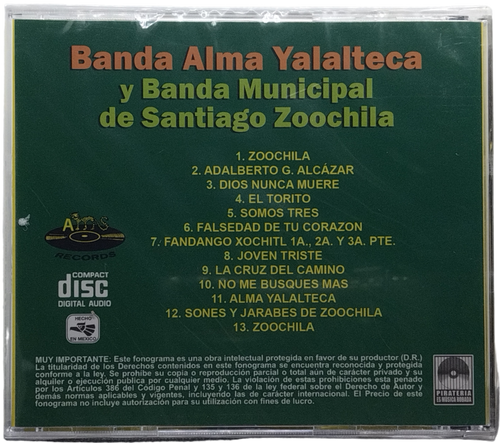 Banda Alma Yalalteca
y Banda Municipal
de Santiago Zoochila
1. ZOOCHILA
2. ADALBERTO G. ALCÁZAR
3. DIOS NUNCA MUERE
4. EL TORITO
5. SOMOS TRES
6. FALSEDAD DE TU CORAZON
7. FANDANGO XOCHITL 1A., 2A. Y 3A. PTE.
8. JOVEN TRISTE
9. LA CRUZ DEL CAMINO
10. NO ME BUSQUES MAS
11. ALMA YALALTECA
12. SONES Y JARABES DE ZOOCHILA
13. ZOOCHILA
RECORDS
COMPACT
disc
DIGITAL AUDIO
HECHO
EN MEXICO
MUY IMPORTANTE: Este fonograma es una obra intelectual protegida en favor de su productor (D.R.)
La titularidad de los Derechos contenidos en este fonograma se encuentra reconocida y protegida
conforme a la ley. Se prohibe su copia o reproducción parcial o total aún de carácter privado y su
alquiler o ejecución publica por cualquier medio. La violación de estas prohibiciones esta penado
por los Artículos 386 del Código Penal y 135 y 136 de la ley federal sobre el Derecho de Autor y
demás normas aplicables y vigentes, incluyendo las de carácter internacional. El Precio de este
fonograma no incluye autorización para su utilización con fines de lucro.
PIRATERIA
ES MUSICA ROBADA